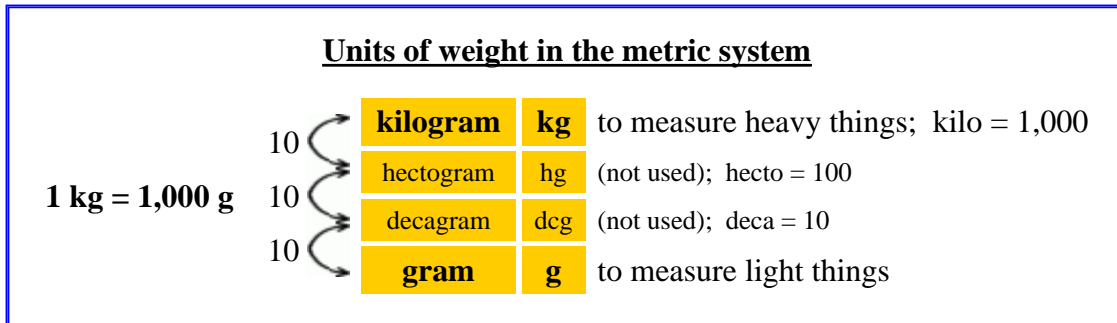 Units of weight in the metric system
10 kilogram kg to measure heavy things; kilo = 1,000
hectogram hg (not used); hecto = 100
1 kg = 1,000 g 10
decagram dcg (not used); deca = 10
10
gram g to measure light things